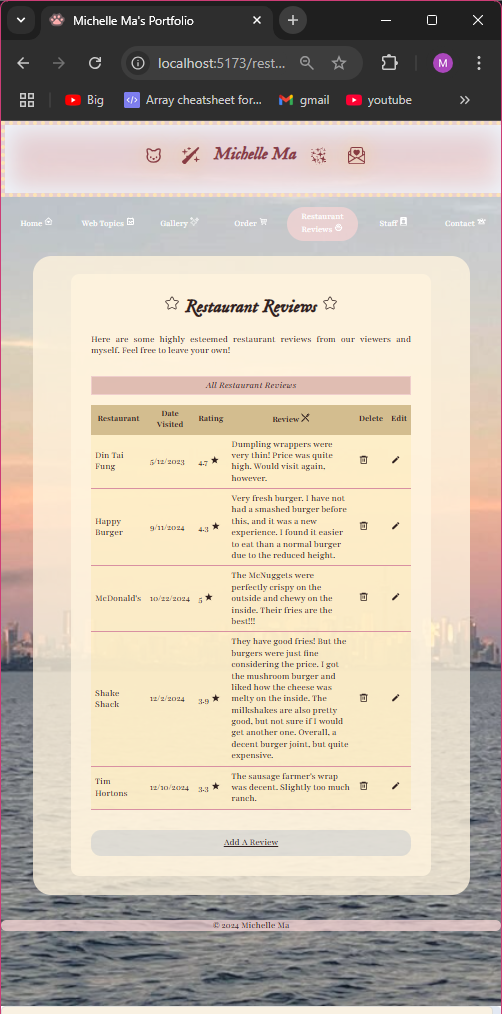 Michelle Ma's Portfolio
localhost:5173/rest...
M
Big
Array cheatsheet for...
gmail
youtube
Michelle Ma
Home
Web Topics
Gallery
Order
Restaurant
Reviews
Staff
Contact
Restaurant Reviews
Here are some highly esteemed restaurant reviews from our viewers and
myself. Feel free to leave your own!
All Restaurant Reviews
Restaurant
Date
Visited
Rating
Review
Delete
Edit
Din Tai
Fung
5/12/2023
4.7
Dumpling wrappers were
very thin! Price was quite
high. Would visit again,
however.
Happy
Burger
9/11/2024
4.3
Very fresh burger. I have not
had a smashed burger before
this, and it was a new
experience. I found it easier
to eat than a normal burger
due to the reduced height.
McDonald's
10/22/2024
5
The McNuggets were
perfectly crispy on the
outside and chewy on the
inside. Their fries are the
best!!!
Shake
Shack
12/2/2024
3.9
They have good fries! But the
burgers were just fine
considering the price. I got
the mushroom burger and
liked how the cheese was
melty on the inside. The
milkshakes are also pretty
good, but not sure if I would
get another one. Overall, a
decent burger joint, but quite
expensive.
Tim
Hortons
12/10/2024
3.3
The sausage farmer's wrap
was decent. Slightly too much
ranch.
Add A Review
© 2024 Michelle Ma